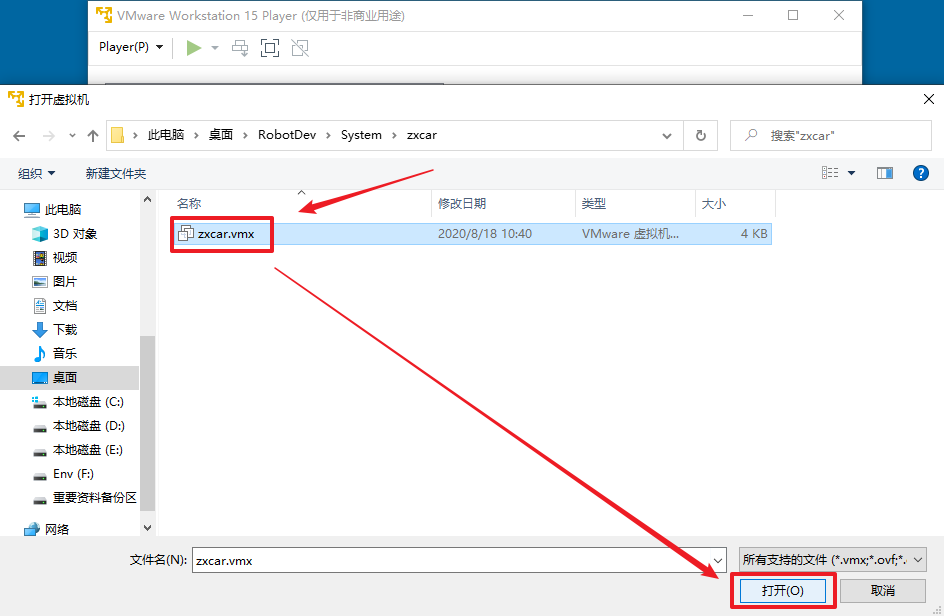 VMware Workstation 15 Player (仅用于非商业用途)
Player(P)
打开虚拟机
此电脑 › 桌面 › RobotDev › System › zxcar
搜索"zxcar"
组织 新建文件夹
名称 修改日期 类型 大小
zxcar.vmx 2020/8/18 10:40 VMware 虚拟机... 4 KB
此电脑
3D 对象
视频
图片
文档
下载
音乐
桌面
本地磁盘 (C:)
本地磁盘 (D:)
本地磁盘 (E:)
Env (F:)
重要资料备份区
网络
文件名(N): zxcar.vmx 所有支持的文件 (*.vmx;*.ovf;*.
打开(O) 取消